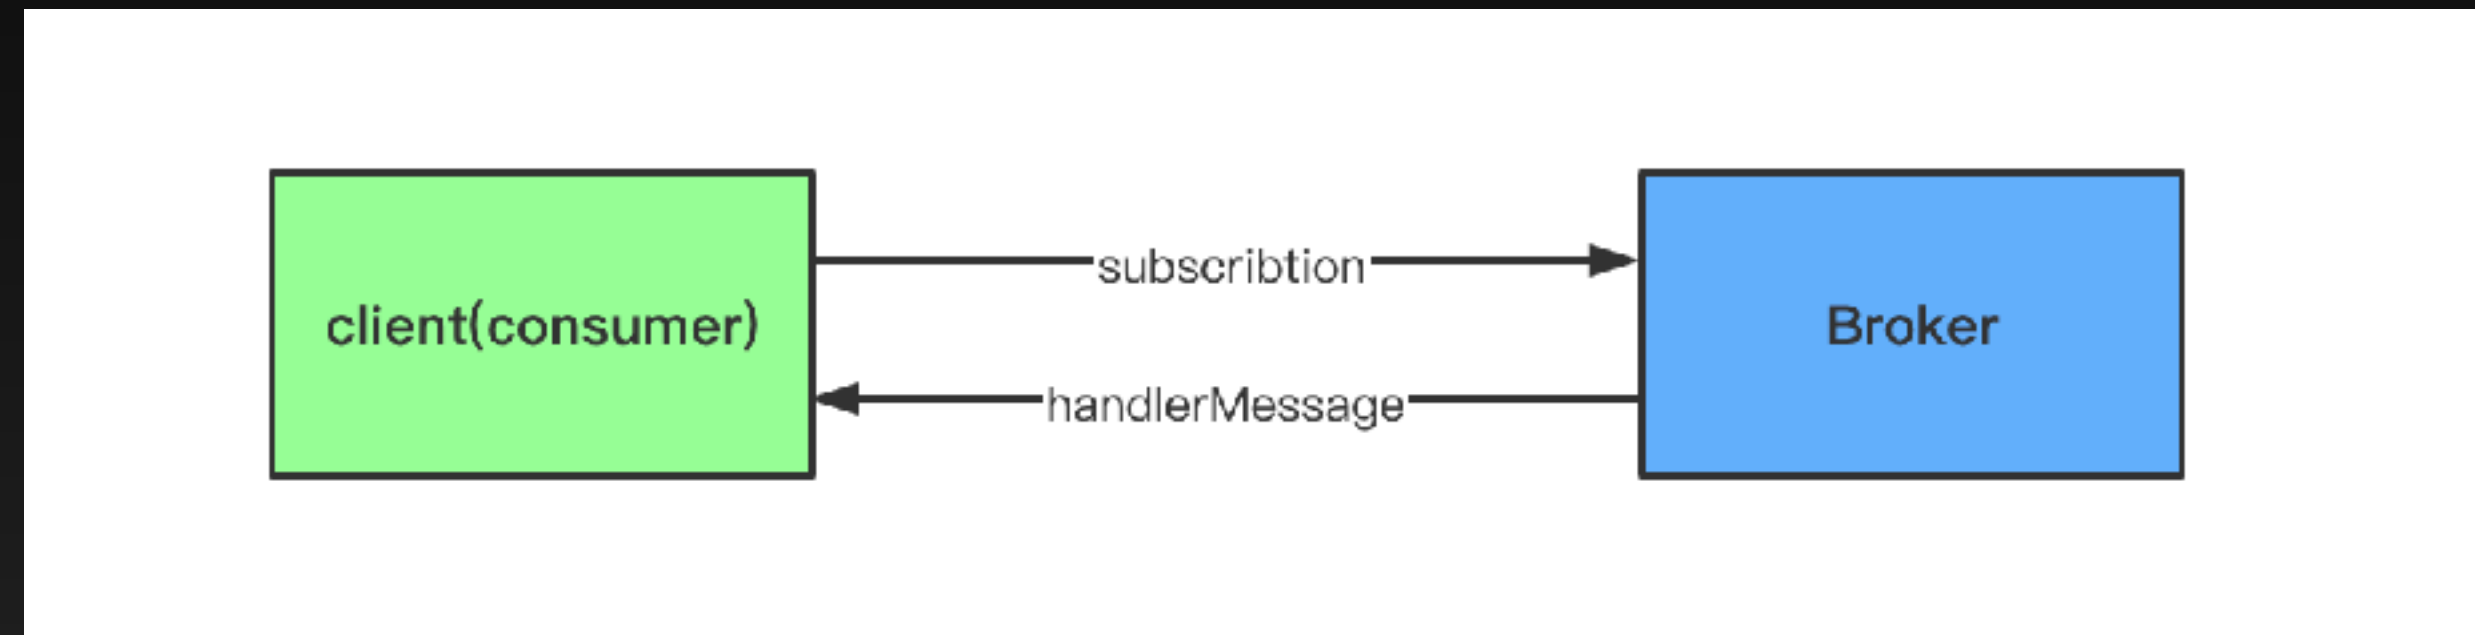 subscribtion
client(consumer)
Broker
handlerMessage